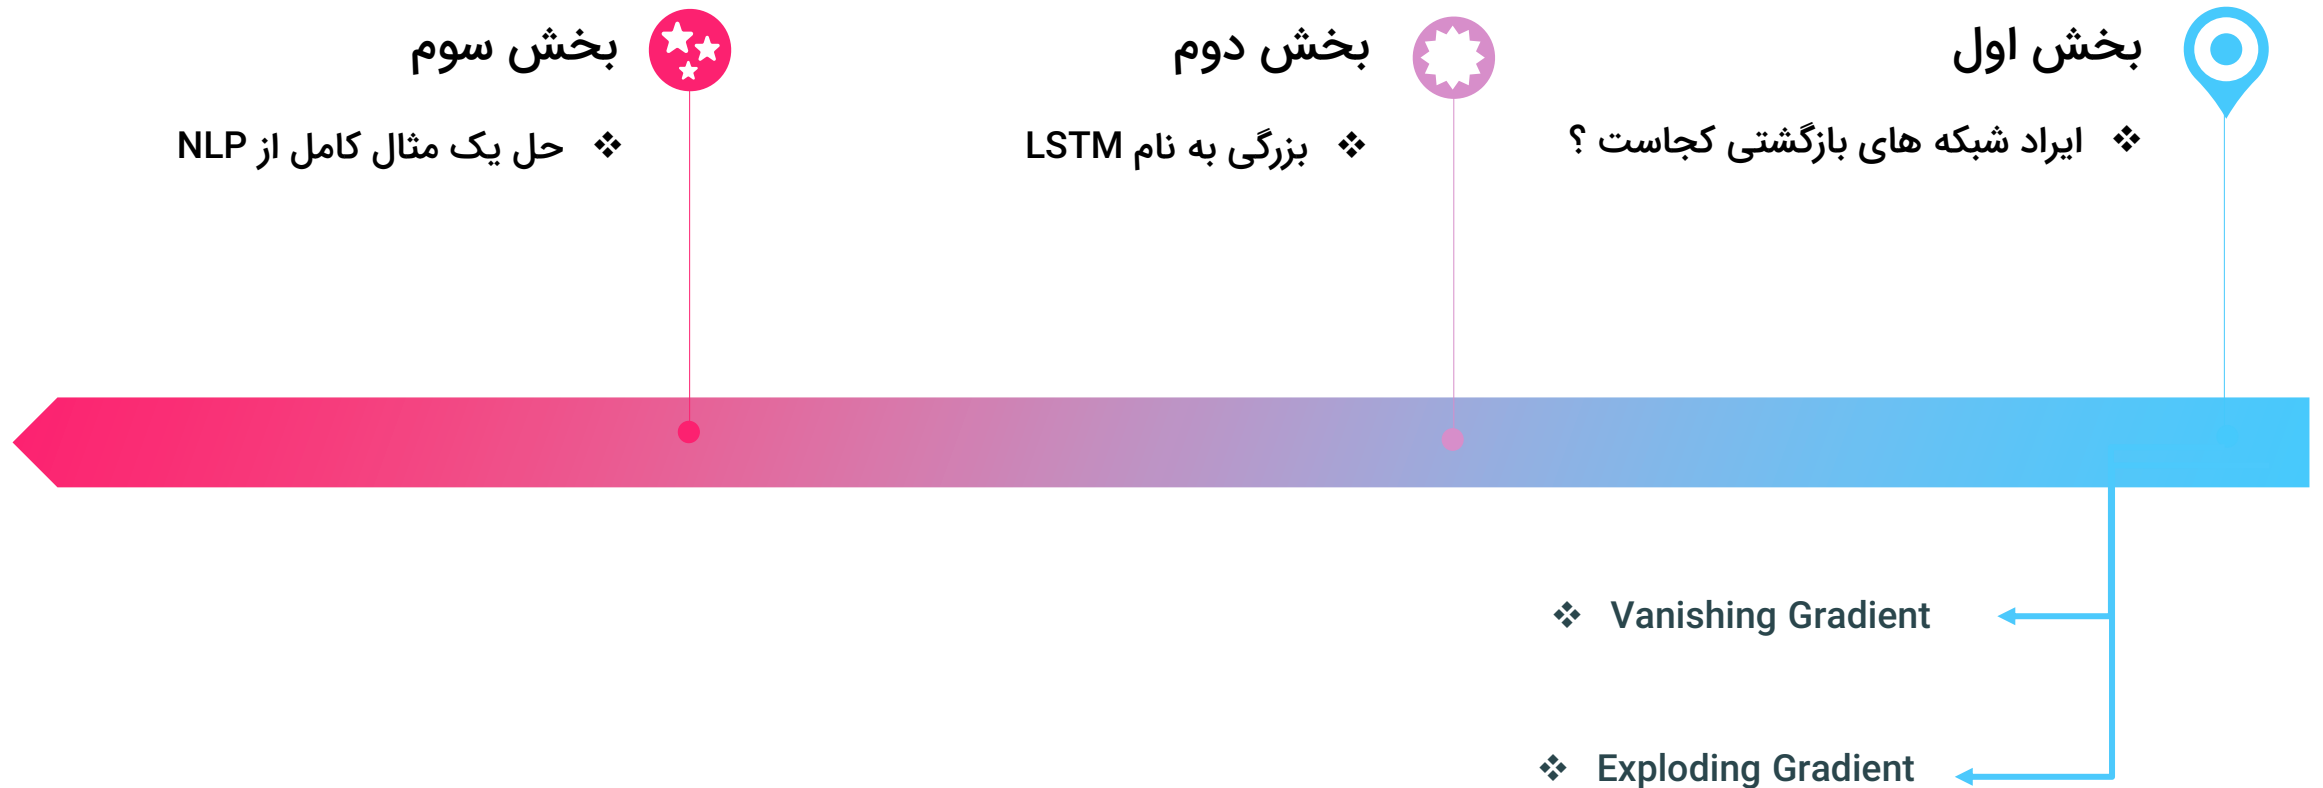 بخش اول
❖ ایراد شبکه های بازگشتی کجاست ؟
بخش دوم
❖ بزرگی به نام LSTM
بخش سوم
❖ حل یک مثال کامل از NLP
❖ Vanishing Gradient
❖ Exploding Gradient